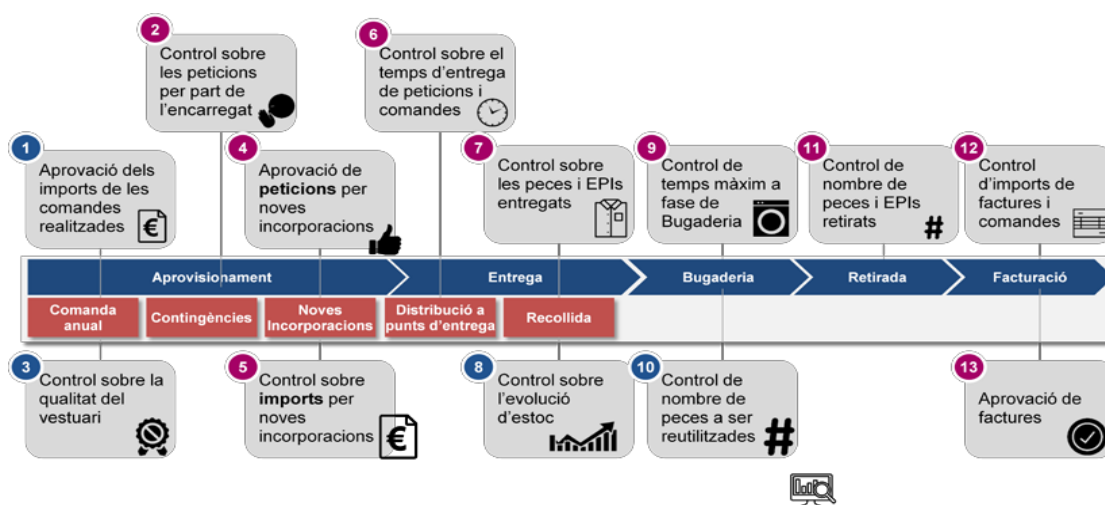 2
Control sobre
les peticions
per part de
l'encarregat
6
Control sobre el
temps d'entrega
de peticions i
comandes
1
Aprovació dels
imports de les
comandes
realitzades
€
4
Aprovació de
peticions per
noves
incorporacions
7
Control sobre
les peces i EPIs
entregats
9
Control de
temps màxim a
fase de
Bugaderia
11
Control de
nombre de
peces i EPIs
retirats
#
12
Control
d'imports de
factures i
comandes
Aprovisionament
Entrega
Bugaderia
Retirada
Facturació
Comanda
anual
Contingències
Noves
Incorporacions
Distribució a
punts d'entrega
Recollida
3
Control sobre la
qualitat del
vestuari
5
Control sobre
imports per
noves
incorporacions
€
8
Control sobre
l'evolució
d'estoc
10
Control de
nombre de
peces a ser
reutilitzades
#
13
Aprovació de
factures